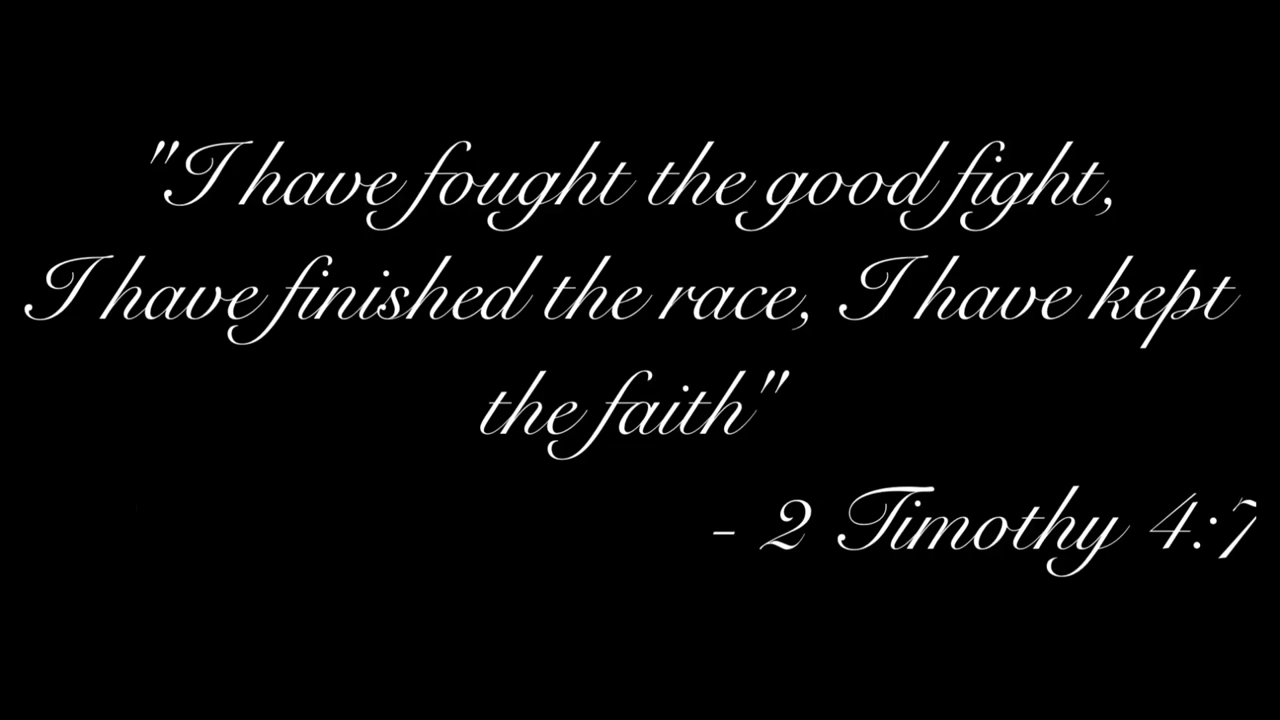 "I have fought the good fight,
I have finished the race, I have kept
the faith"
- 2 Timothy 4:7